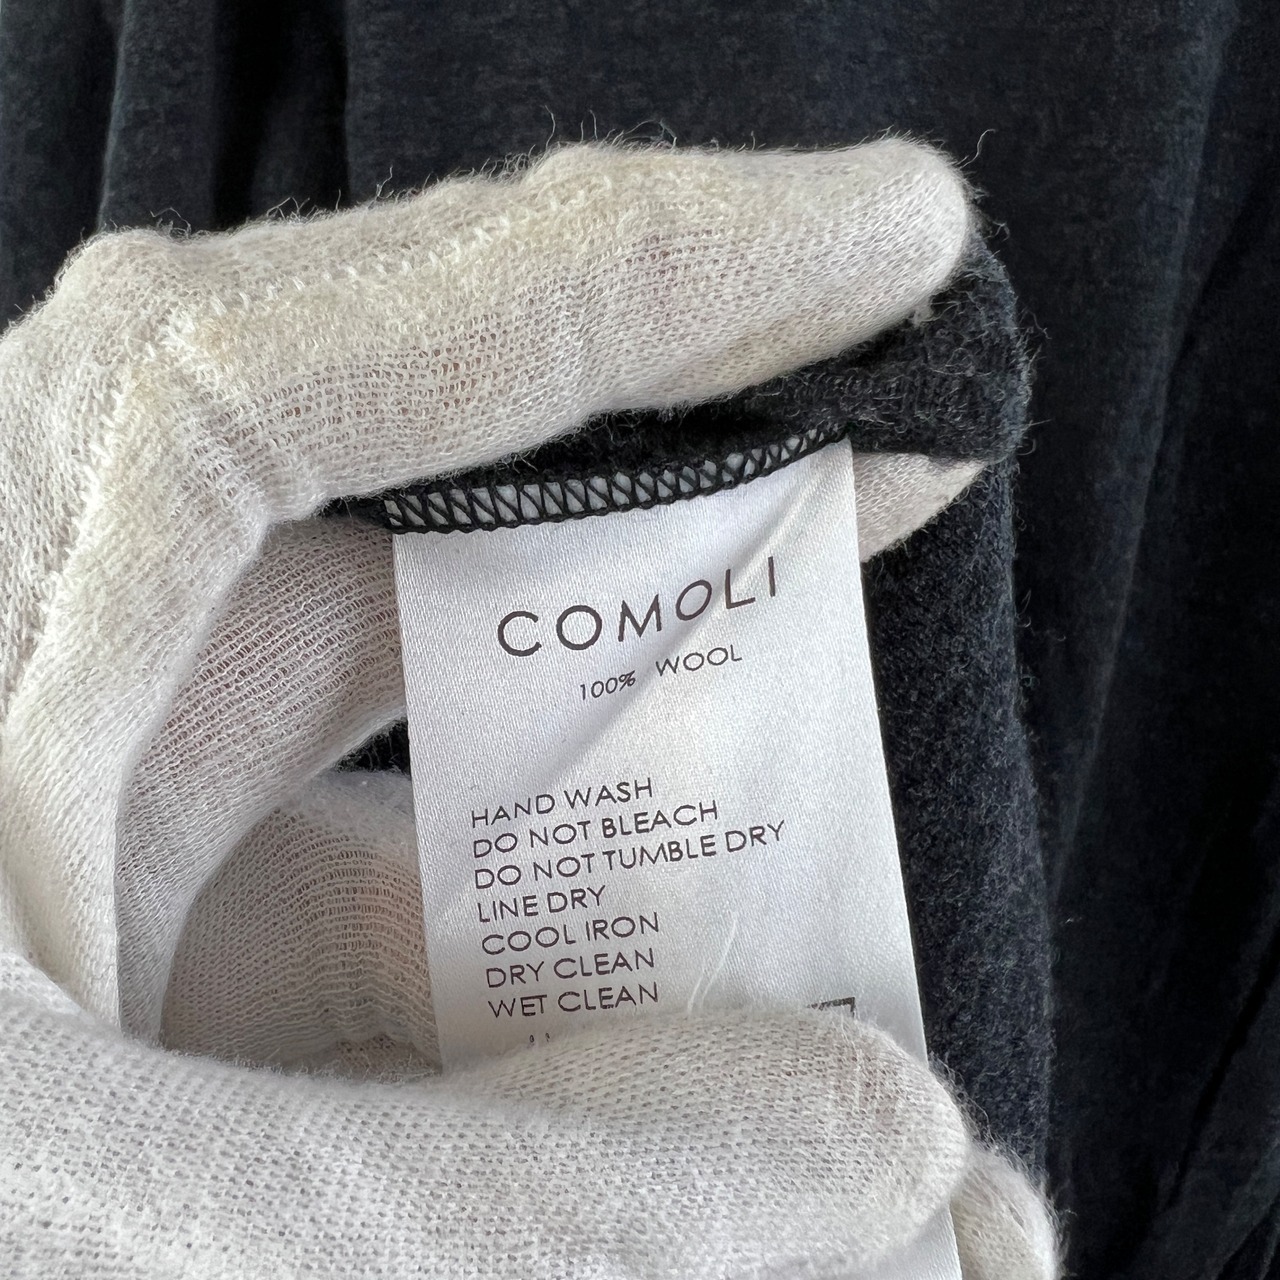 COMOLI
100% WOOL
HAND WASH
DO NOT BLEACH
DO NOT TUMBLE DRY
LINE DRY
COOL IRON
DRY CLEAN
WET CLEAN